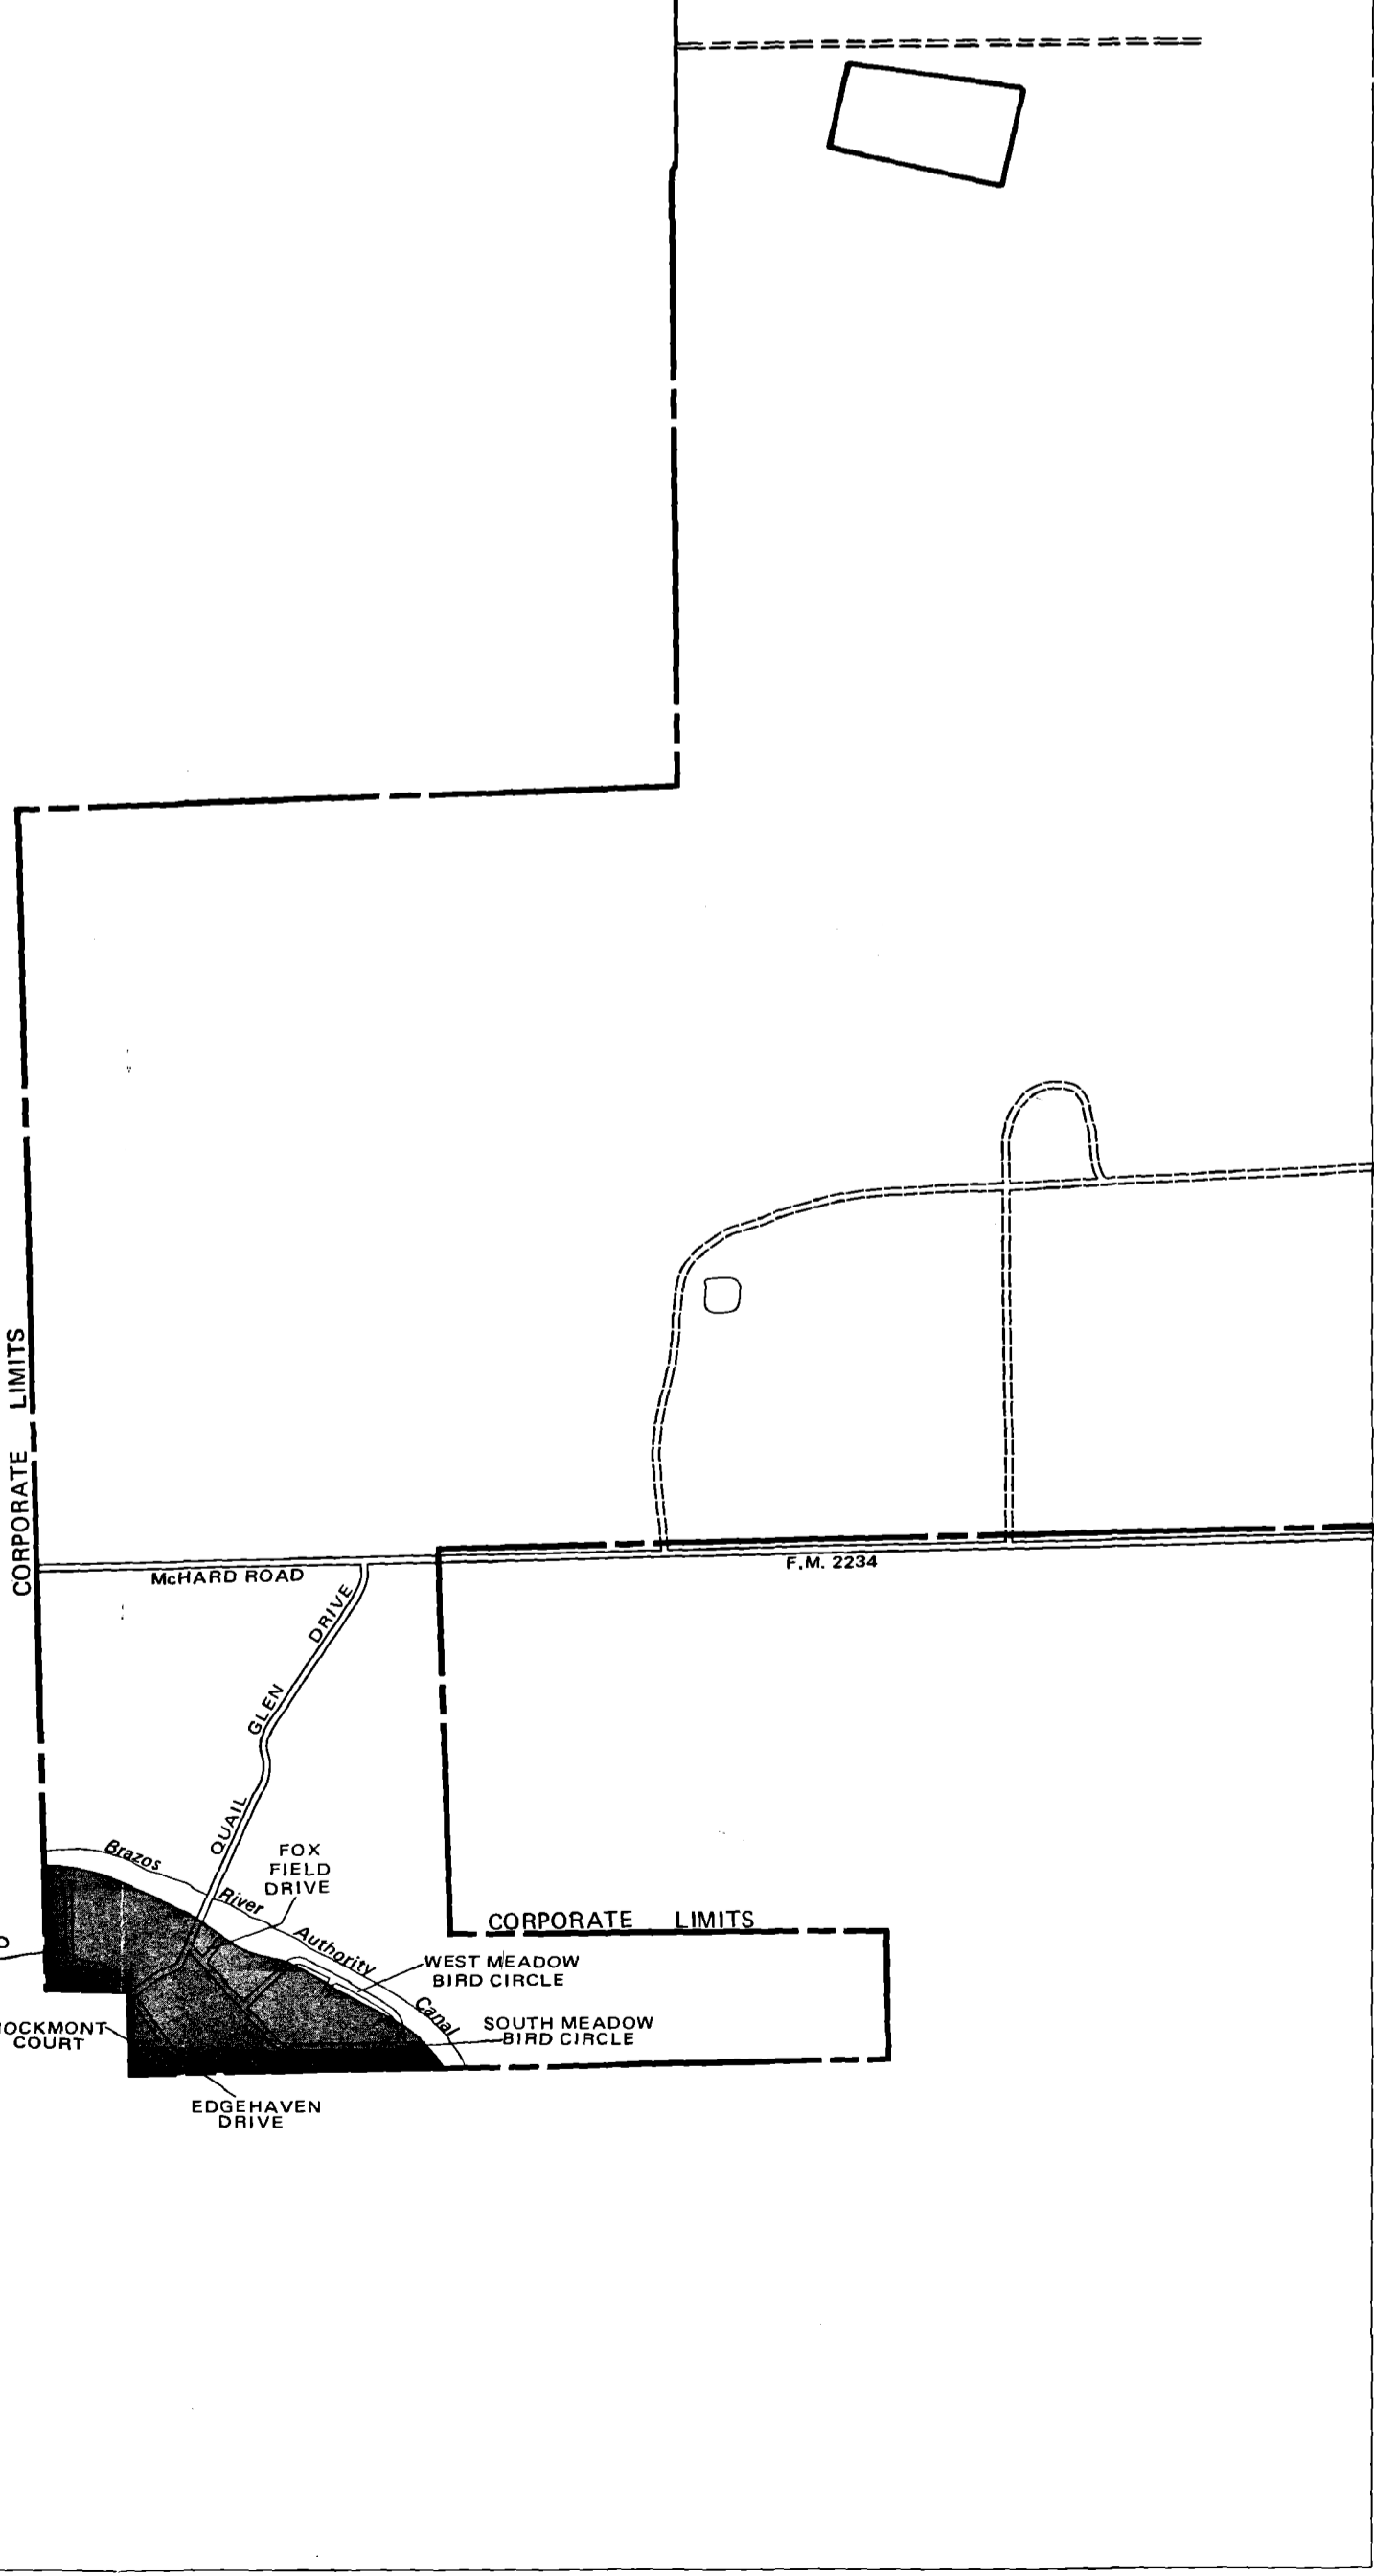 CORPORATE LIMITS
McHARD ROAD
F.M. 2234
QUAIL GLEN DRIVE
Brazos River Authority Canal
FOX
FIELD
DRIVE
CORPORATE LIMITS
WEST MEADOW
BIRD CIRCLE
SOUTH MEADOW
BIRD CIRCLE
OCKMONT
COURT
EDGEHAVEN
DRIVE